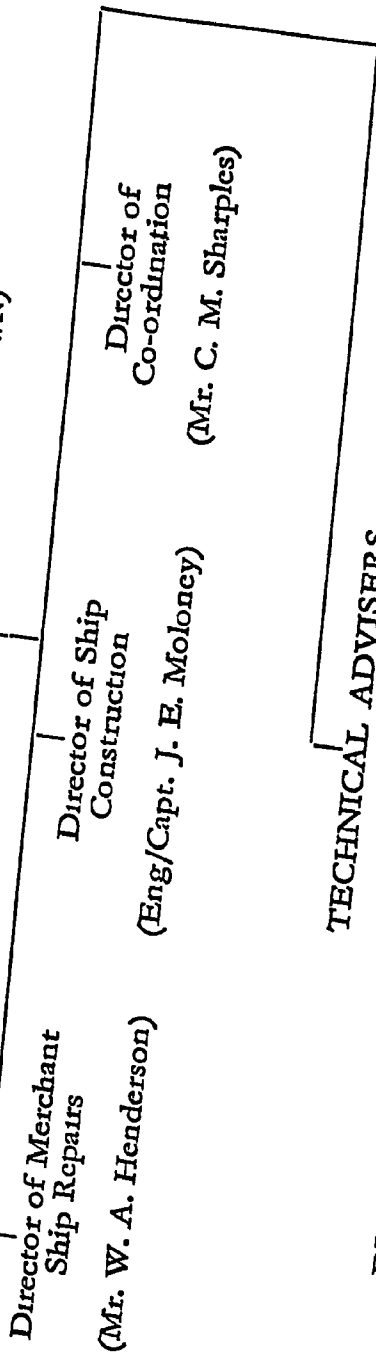 Director of Merchant
Ship Repairs
(Mr. W. A. Henderson)
Director of Ship
Construction
(Eng/Capt. J. E. Moloney)
Director of
Co-ordination
(Mr. C. M. Sharples)
TECHNICAL ADVISERS